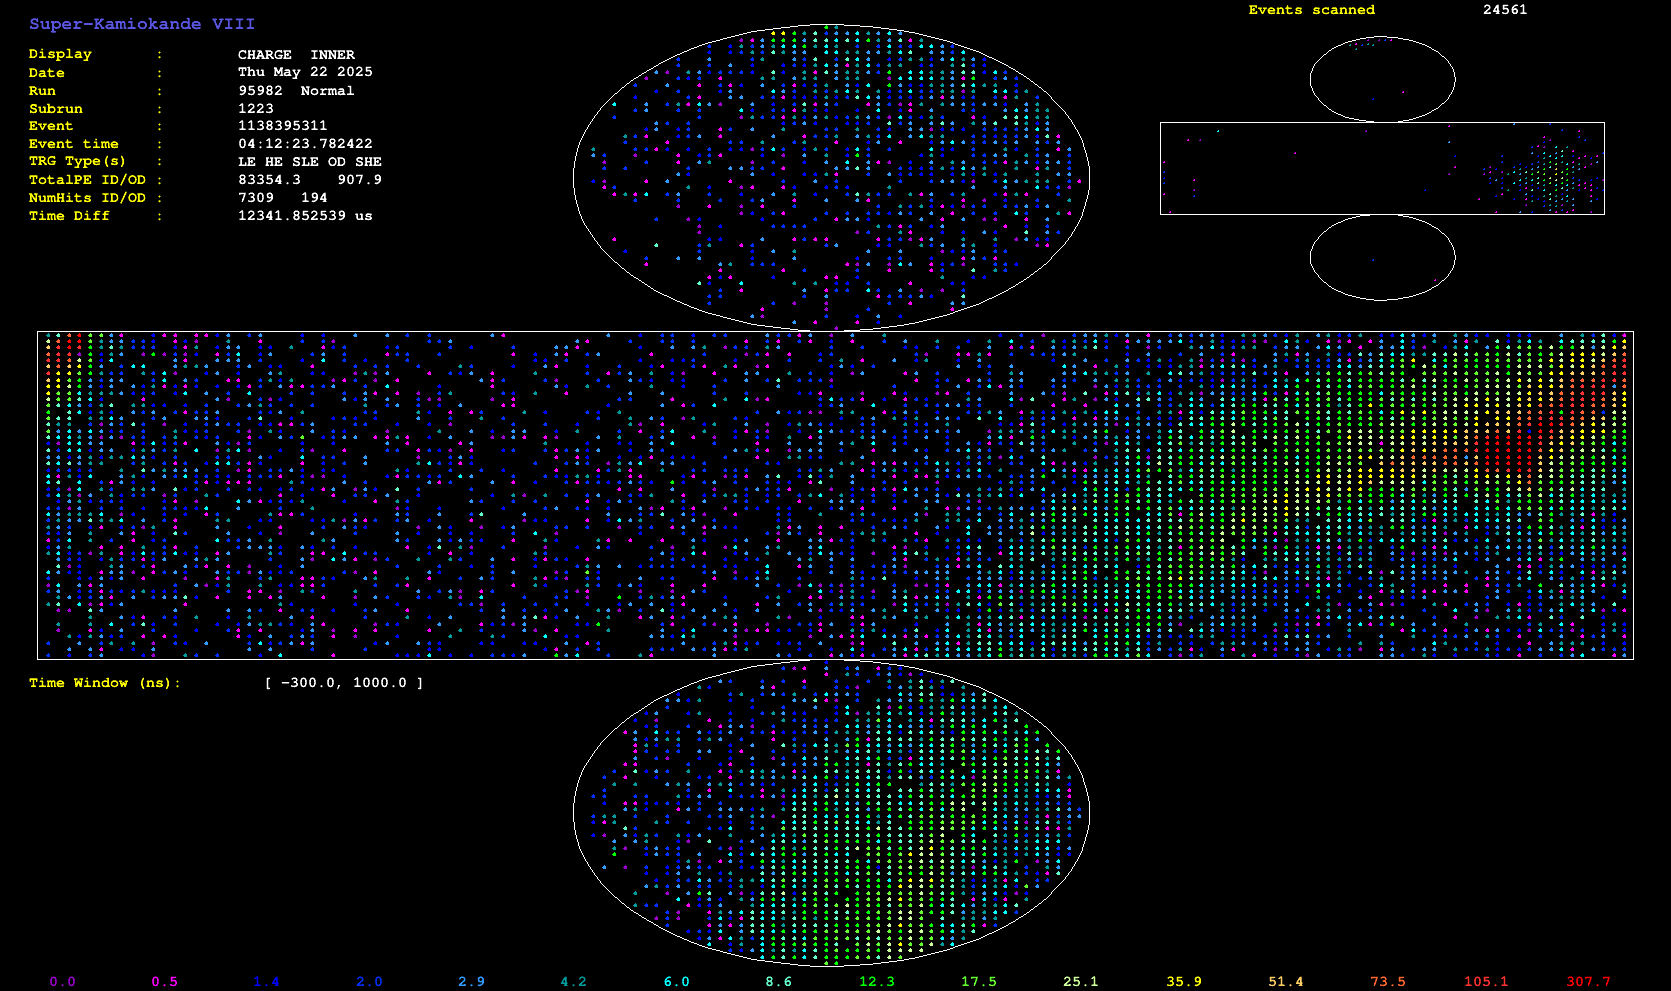 Super-Kamiokande VIII
Events scanned 24561
Display : CHARGE INNER
Date : Thu May 22 2025
Run : 95982 Normal
Subrun : 1223
Event : 1138395311
Event time : 04:12:23.782422
TRG Type(s) : LE HE SLE OD SHE
TotalPE ID/OD : 83354.3 907.9
NumHits ID/OD : 7309 194
Time Diff : 12341.852539 us
Time Window (ns): [ -300.0, 1000.0 ]
0.0 0.5 1.4 2.0 2.9 4.2 6.0 8.6 12.3 17.5 25.1 35.9 51.4 73.5 105.1 307.7